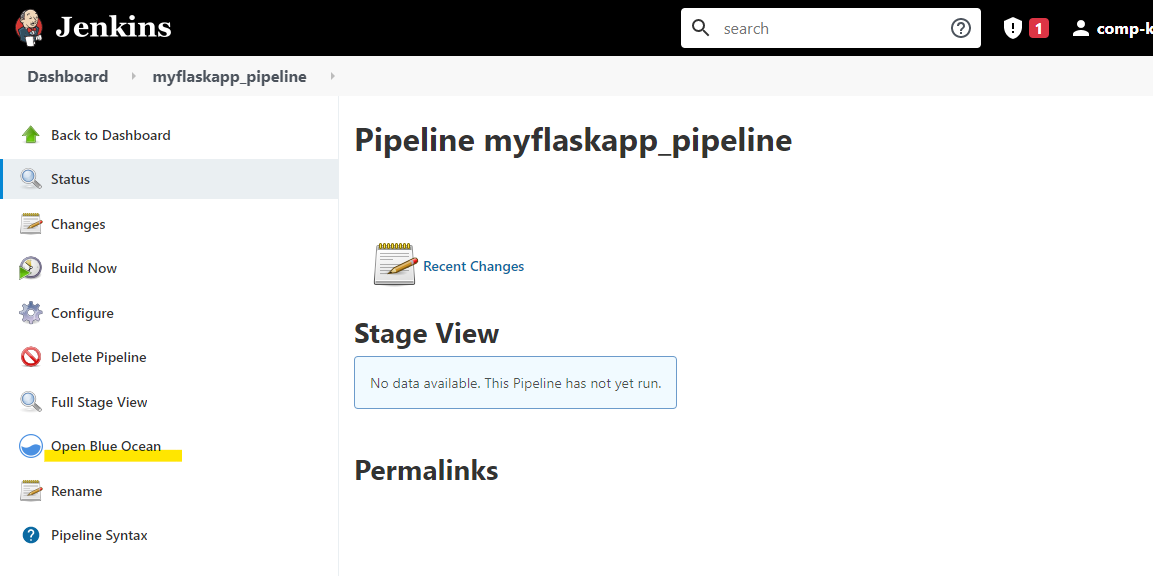 Jenkins
search
1
comp-k
Dashboard
myflaskapp_pipeline
Back to Dashboard
Status
Changes
Build Now
Configure
Delete Pipeline
Full Stage View
Open Blue Ocean
Rename
Pipeline Syntax
Pipeline myflaskapp_pipeline
Recent Changes
Stage View
No data available. This Pipeline has not yet run.
Permalinks